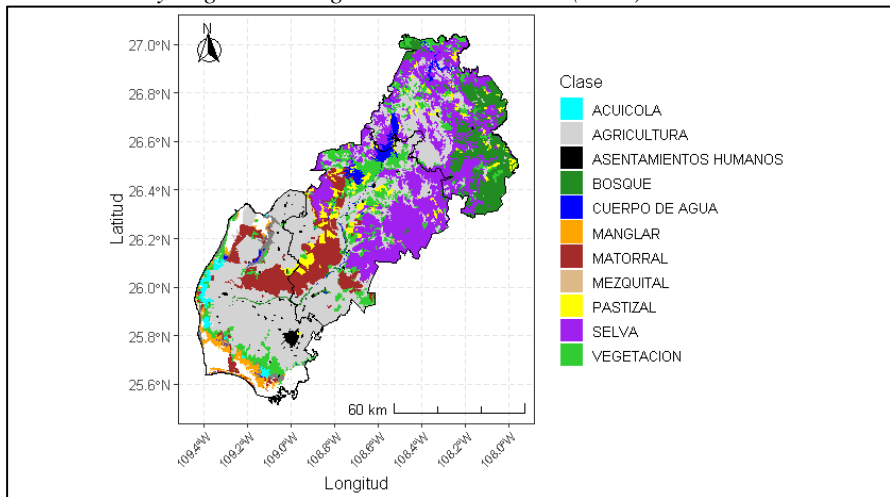 N
27.0°N
26.8°N
26.6°N
26.4°N
26.2°N
26.0°N
25.8°N
25.6°N
Latitud
60 km
109.4°W
109.2°W
109.0°W
108.8°W
108.6°W
108.4°W
108.2°W
108.0°W
Longitud
Clase
ACUICOLA
AGRICULTURA
ASENTAMIENTOS HUMANOS
BOSQUE
CUERPO DE AGUA
MANGLAR
MATORRAL
MEZQUITAL
PASTIZAL
SELVA
VEGETACION